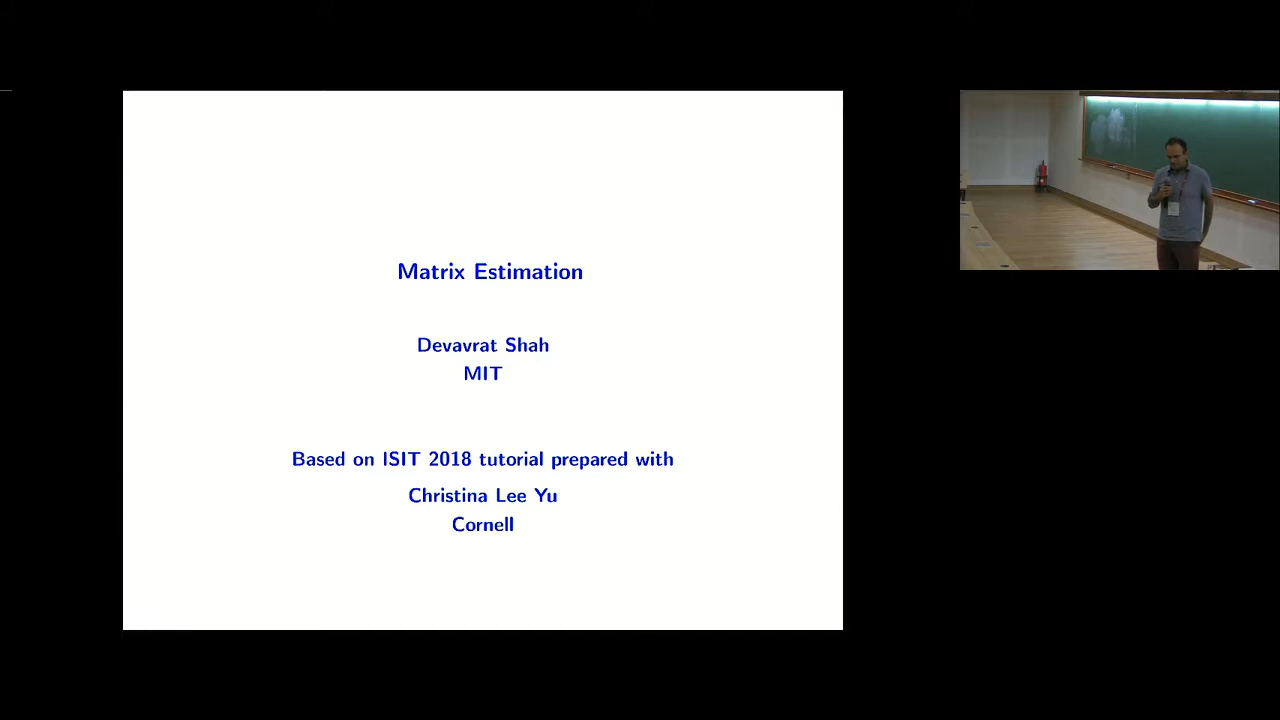 Matrix Estimation
Devavrat Shah
MIT
Based on ISIT 2018 tutorial prepared with
Christina Lee Yu
Cornell